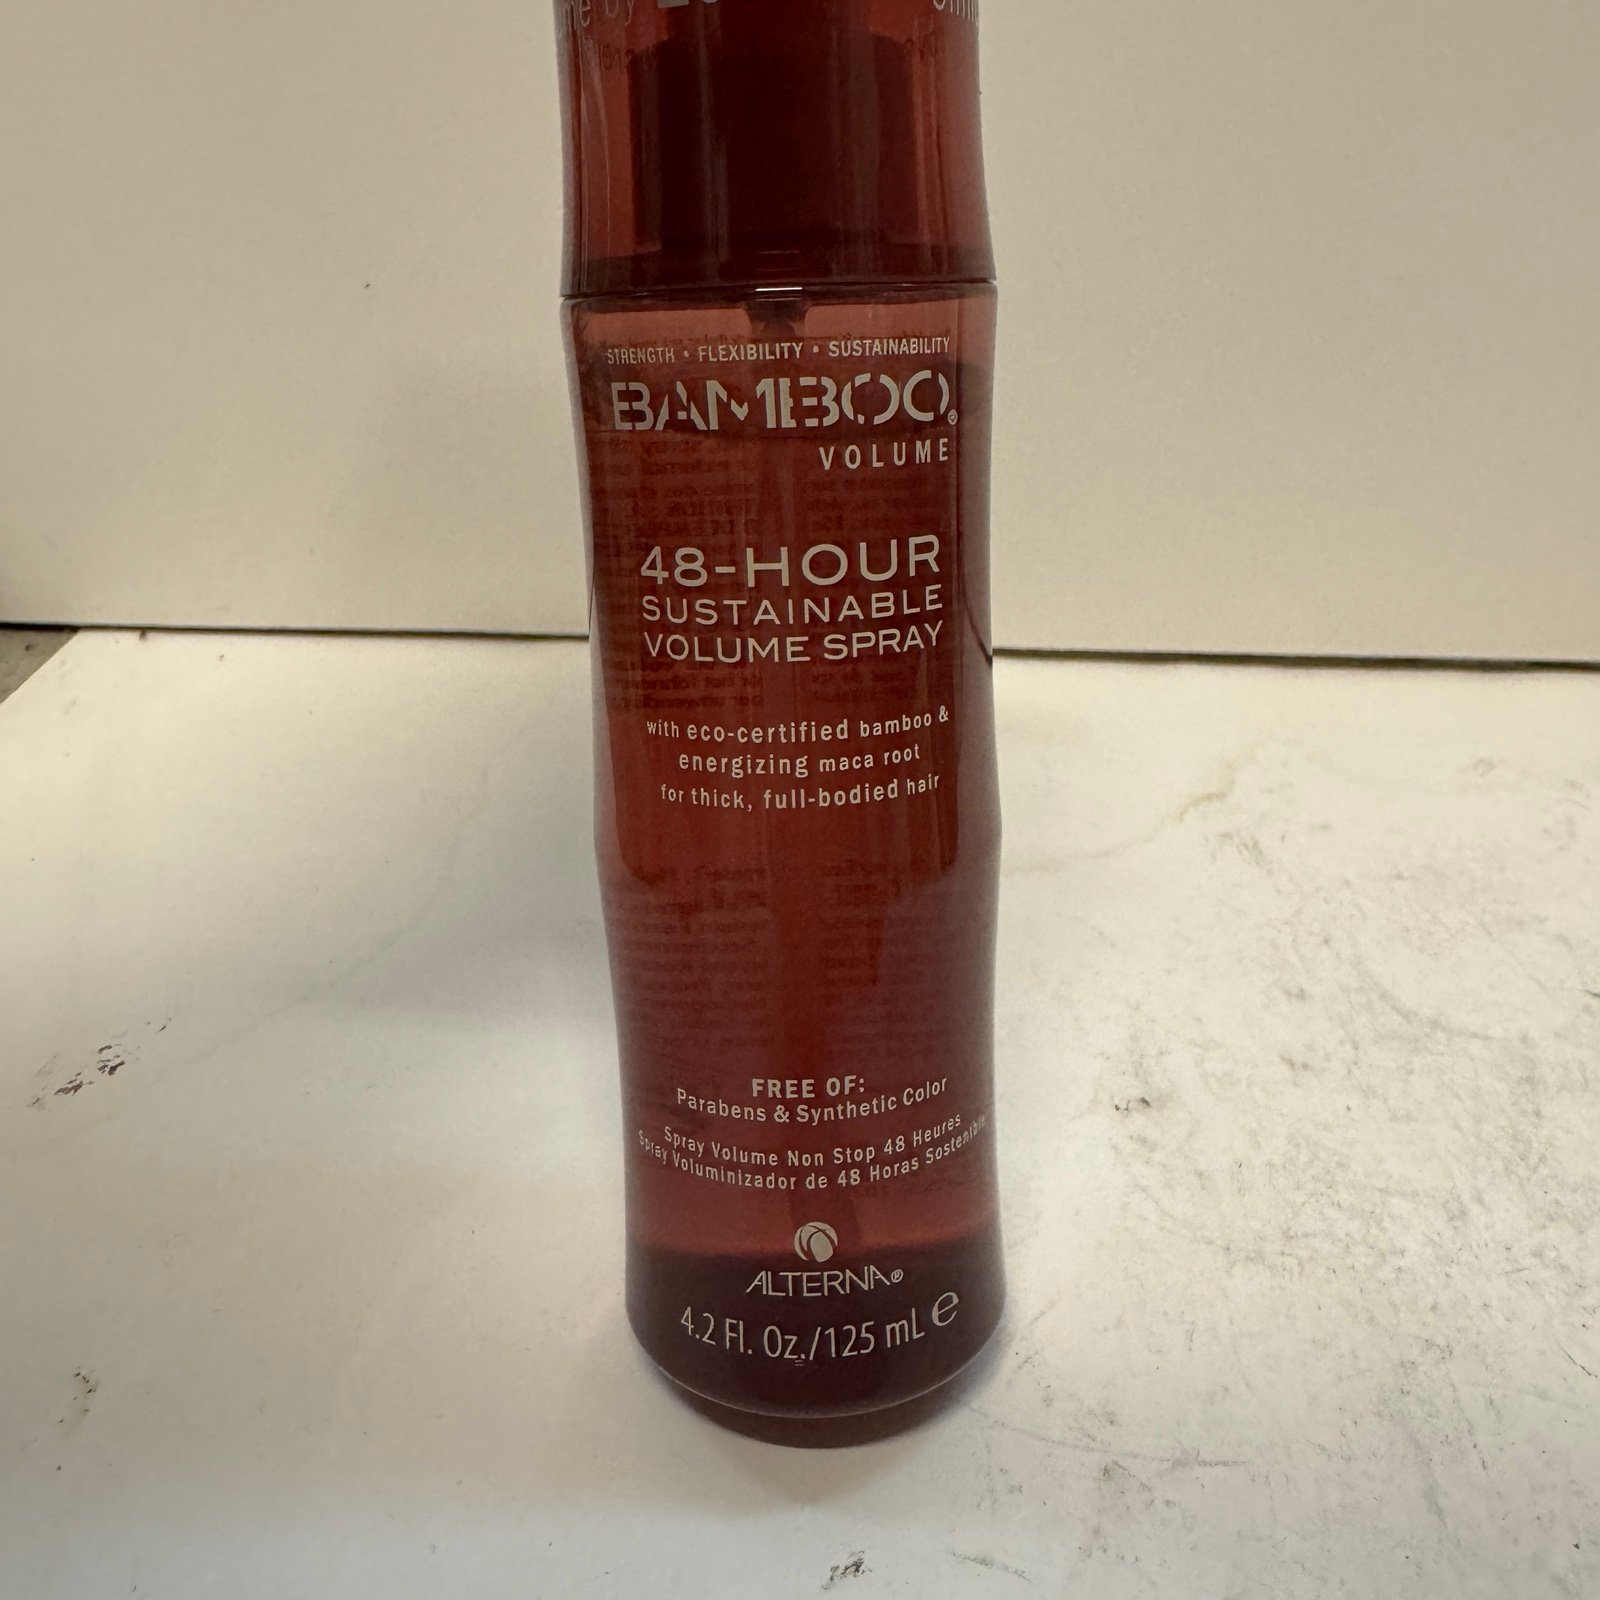 by
STRENGTH • FLEXIBILITY • SUSTAINABILITY
BAMBOO®
VOLUME
48-HOUR
SUSTAINABLE
VOLUME SPRAY
with eco-certified bamboo &
energizing maca root
for thick, full-bodied hair
FREE OF:
Parabens & Synthetic Color
Spray Volume Non Stop 48 Heures
Spray Voluminizador de 48 Horas Sostenible
ALTERNA®
4.2 Fl. Oz./125 mL e